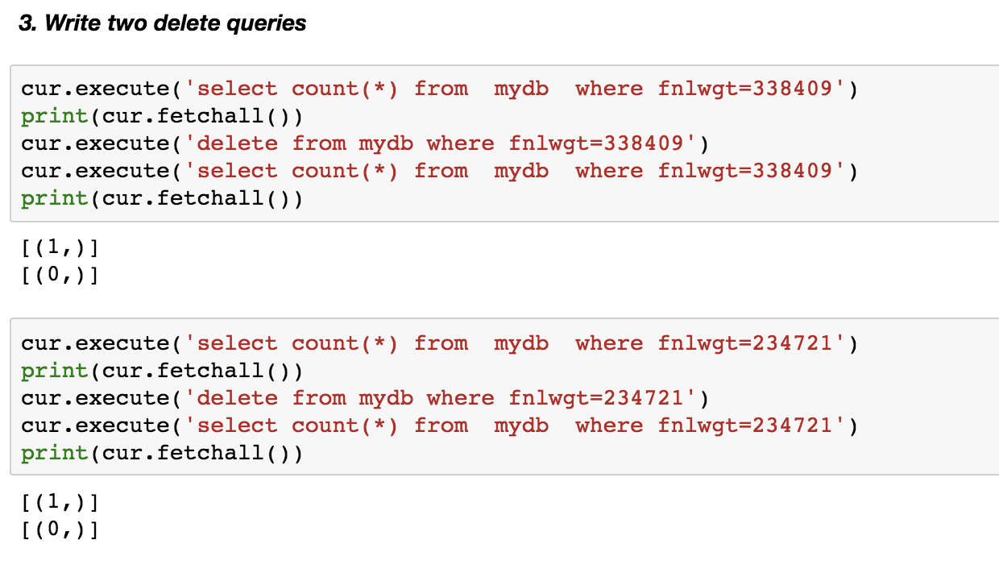 3. Write two delete queries
cur.execute('select count(*) from  mydb  where fnlwgt=338409')
print(cur.fetchall())
cur.execute('delete from mydb where fnlwgt=338409')
cur.execute('select count(*) from  mydb  where fnlwgt=338409')
print(cur.fetchall())
[(1,)]
[(0,)]
cur.execute('select count(*) from  mydb  where fnlwgt=234721')
print(cur.fetchall())
cur.execute('delete from mydb where fnlwgt=234721')
cur.execute('select count(*) from  mydb  where fnlwgt=234721')
print(cur.fetchall())
[(1,)]
[(0,)]